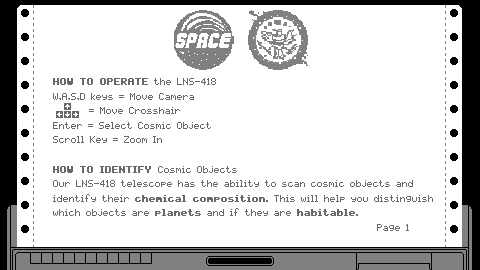 SPACE
HOW TO OPERATE the LNS-418
W.A.S.D keys = Move Camera
= Move Crosshair
Enter = Select Cosmic Object
Scroll Key = Zoom In
HOW TO IDENTIFY Cosmic Objects
Our LNS-418 telescope has the ability to scan cosmic objects and
identify their chemical composition. This will help you distinguish
which objects are planets and if they are habitable.
Page 1